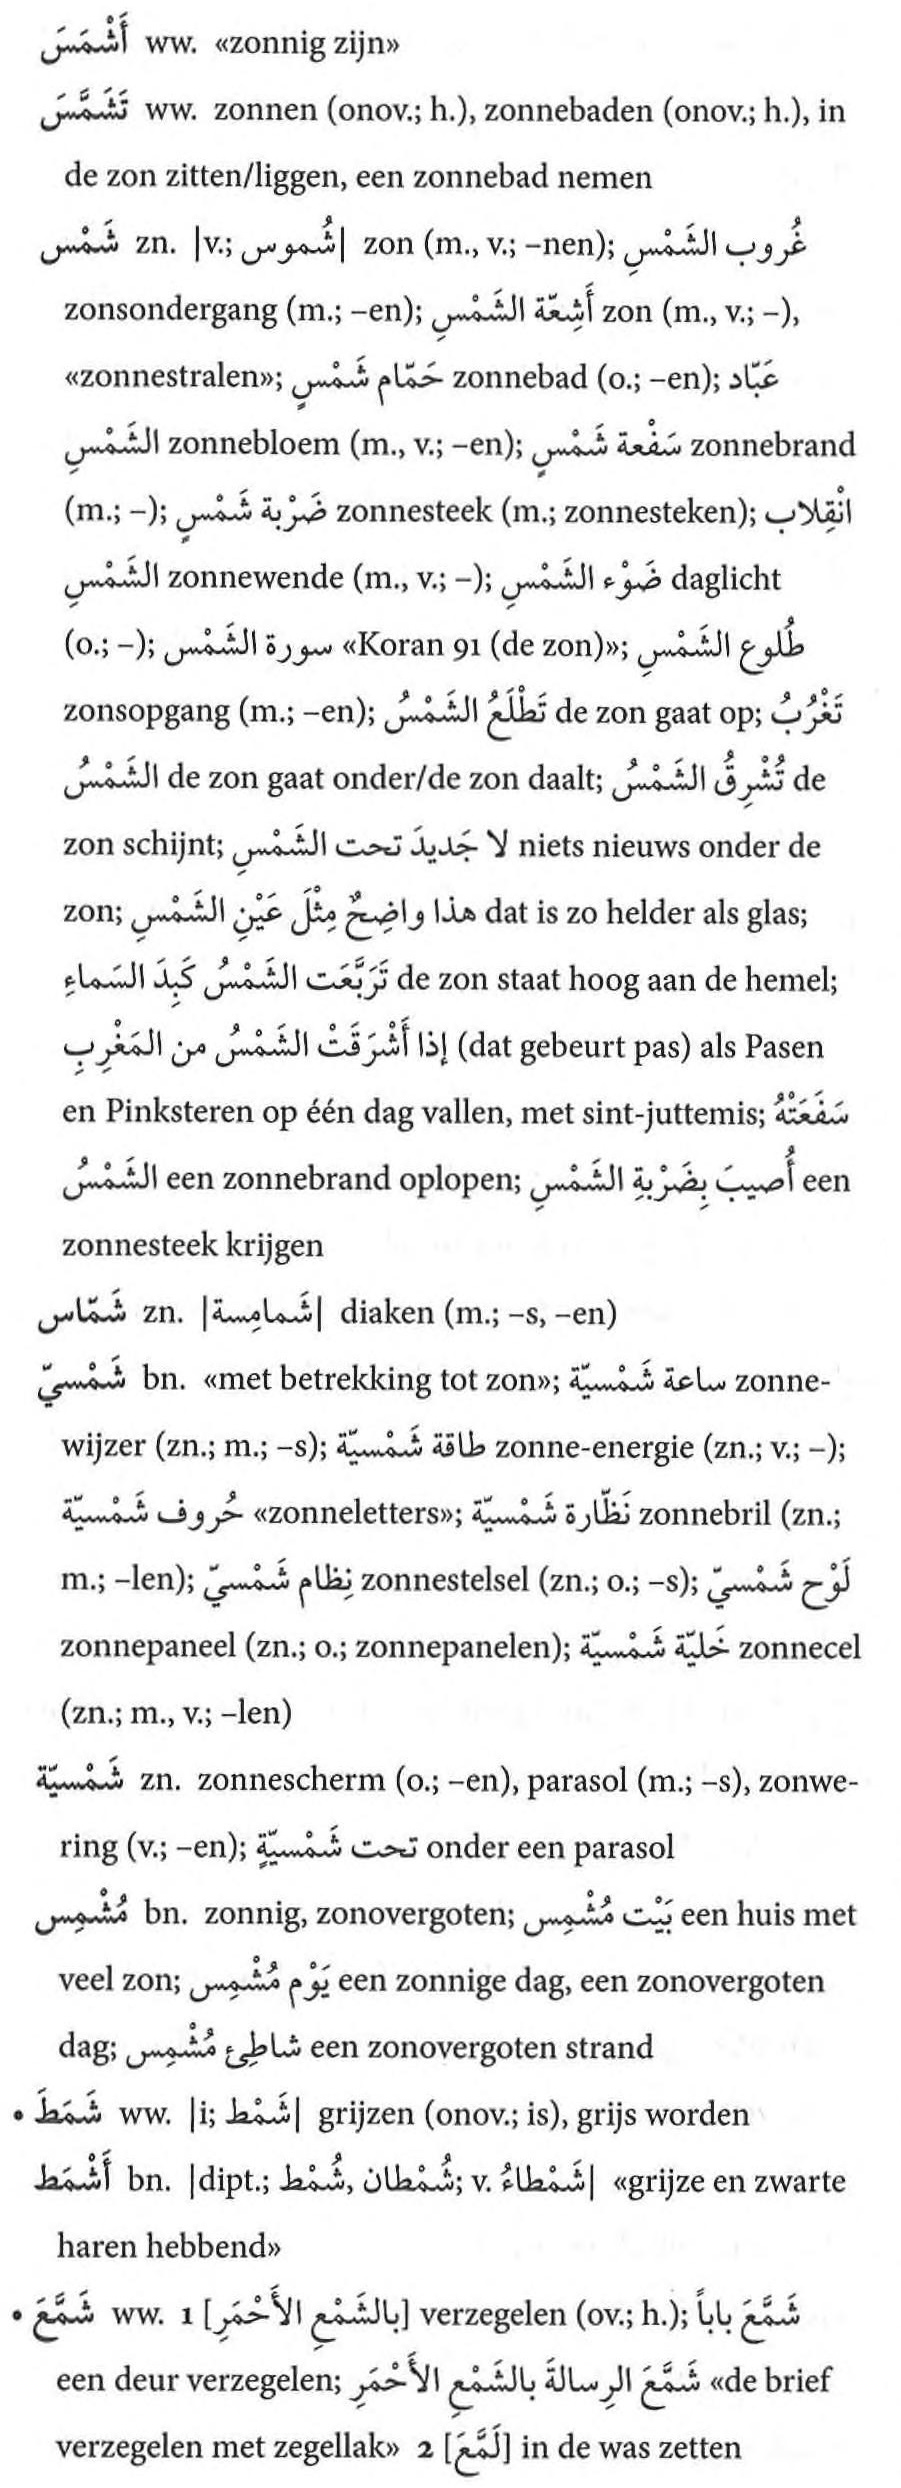 أَشْمَسَ ww. «zonnig zijn»
تَشَمَّسَ ww. zonnen (onov.; h.), zonnebaden (onov.; h.), in
de zon zitten/liggen, een zonnebad nemen
شَمْس zn. |v.; شُموس| zon (m., v.; –nen); غُروب الشَمْسِ
zonsondergang (m.; –en); أَشِعّة الشَمْسِ zon (m., v.; –),
«zonnestralen»; حَمّام شَمْسٍ zonnebad (o.; –en); عَبّاد
الشَمْسِ zonnebloem (m., v.; –en); سَفْعة شَمْسٍ zonnebrand
(m.; –); ضَرْبة شَمْسٍ zonnesteek (m.; zonnesteken); انْقِلاب
الشَمْسِ zonnewende (m., v.; –); ضَوْء الشَمْسِ daglicht
(o.; –); سورة الشَمْس «Koran 91 (de zon)»; طُلوع الشَمْسِ
zonsopgang (m.; –en); تَطْلَعُ الشَمْسُ de zon gaat op; تَغْرُبُ
الشَمْسُ de zon gaat onder/de zon daalt; تُشْرِقُ الشَمْسُ de
zon schijnt; لا جَديدَ تحت الشَمْسِ niets nieuws onder de
zon; هذا واضِحٌ مِثْلَ عَيْنِ الشَمْسِ dat is zo helder als glas;
تَرَبَّعَت الشَمْسُ كَبِدَ السَماءِ de zon staat hoog aan de hemel;
إذا أَشْرَقَتْ الشَمْسُ من المَغْرِبِ (dat gebeurt pas) als Pasen
en Pinksteren op één dag vallen, met sint-juttemis; سَفَعَتْهُ
الشَمْسُ een zonnebrand oplopen; أُصيبَ بِضَرْبةِ الشَمْسِ een
zonnesteek krijgen
شَمّاس zn. |شَمامِسة| diaken (m.; –s, –en)
شَمْسيّ bn. «met betrekking tot zon»; ساعة شَمْسيّة zonne-
wijzer (zn.; m.; –s); طاقة شَمْسيّة zonne-energie (zn.; v.; –);
حُروف شَمْسيّة «zonneletters»; نَظّارة شَمْسيّة zonnebril (zn.;
m.; –len); نِظام شَمْسيّ zonnestelsel (zn.; o.; –s); لَوْح شَمْسيّ
zonnepaneel (zn.; o.; zonnepanelen); خَليّة شَمْسيّة zonnecel
(zn.; m., v.; –len)
شَمْسيّة zn. zonnescherm (o.; –en), parasol (m.; –s), zonwe-
ring (v.; –en); تحت شَمْسيّةٍ onder een parasol
مُشْمِس bn. zonnig, zonovergoten; بَيْت مُشْمِس een huis met
veel zon; يَوْم مُشْمِس een zonnige dag, een zonovergoten
dag; شاطِئ مُشْمِس een zonovergoten strand
• شَمَطَ ww. |i; شَمْط| grijzen (onov.; is), grijs worden
أَشْمَط bn. |dipt.; شُمْط, شُمْطان; v. شَمْطاءُ| «grijze en zwarte
haren hebbend»
• شَمَّعَ ww. 1 [بالشَمْعِ الأَحْمَرِ] verzegelen (ov.; h.); شَمَّعَ باباً
een deur verzegelen; شَمَّعَ الرِسالةَ بالشَمْعِ الأَحْمَرِ «de brief
verzegelen met zegellak» 2 [لَمَّعَ] in de was zetten